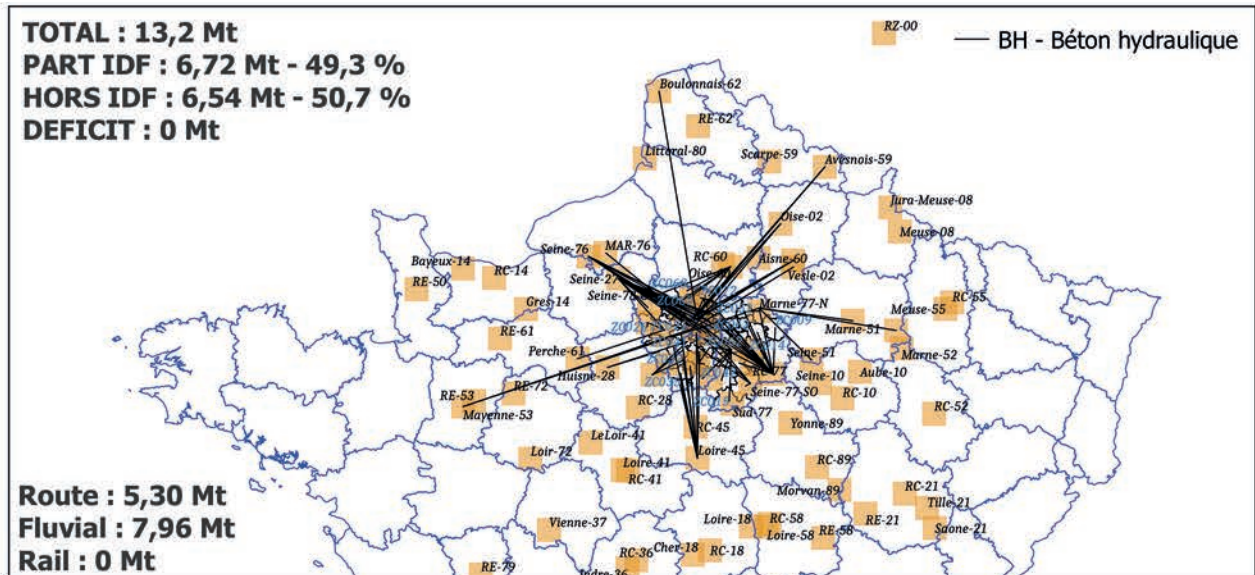 TOTAL : 13,2 Mt
PART IDF : 6,72 Mt - 49,3 %
HORS IDF : 6,54 Mt - 50,7 %
DEFICIT : 0 Mt
RZ-00
BH - Béton hydraulique
Boulonnais-62
RE-62
Littoral-80
Scarpe-59
Avesnois-59
Jura-Meuse-08
Oise-02
Meuse-08
Seine-76
MAR-76
RC-60
Aisne-60
Bayeux-14
RC-14
Seine-27
Vesle-02
RE-50
Seine-78
Marne-77-N
RC-55
Gres-14
Meuse-55
Marne-51
RE-61
Perche-61
Seine-51
Marne-52
Huisne-28
Seine-10
Aube-10
RE-53
RE-72
Seine-77-SO
Mayenne-53
RC-28
Sud-77
RC-10
RC-52
RC-45
Yonne-89
LeLoir-41
Loir-72
Loire-45
Loire-41
RC-41
RC-89
Morvan-89
RC-21
Tille-21
Route : 5,30 Mt
Fluvial : 7,96 Mt
Rail : 0 Mt
Vienne-37
Loire-18
RC-58
Loire-58
RE-58
RE-21
Saone-21
RC-36
Cher-18
RC-18
RE-79
Indre-36